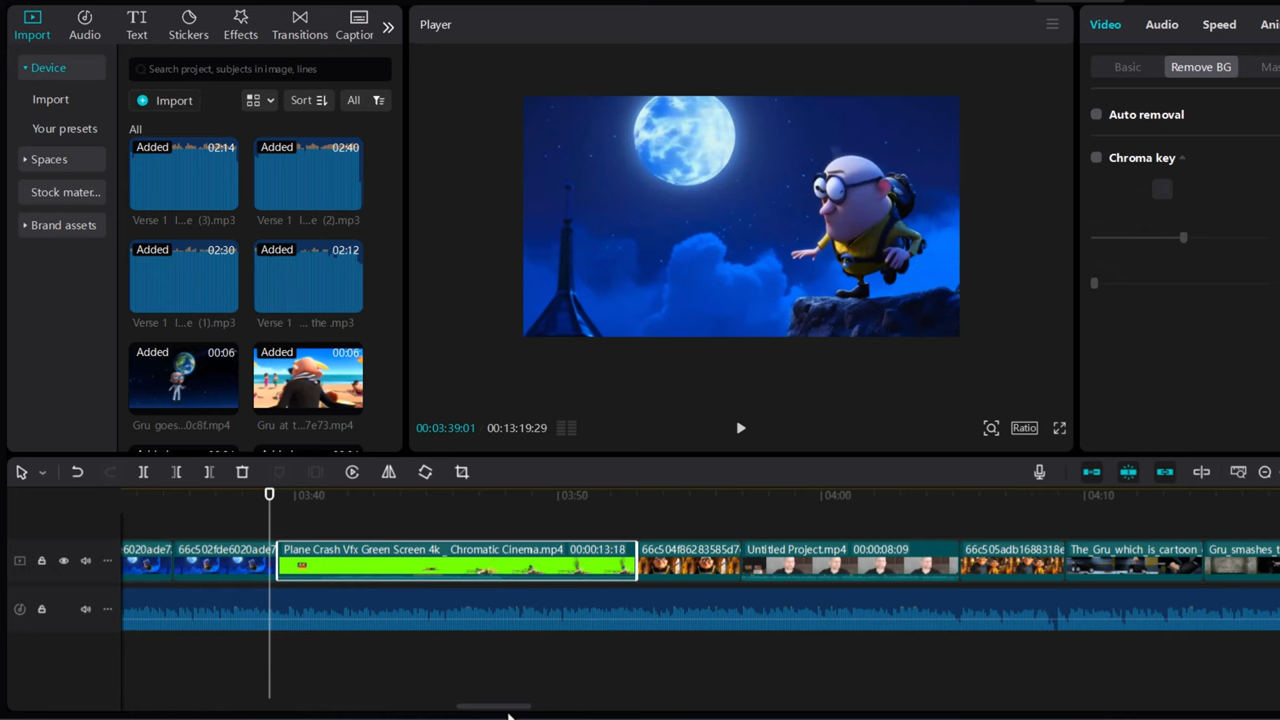 Import Audio Text Stickers Effects Transitions Caption
Device
Import
Your presets
Spaces
Stock mater...
Brand assets
Search project, subjects in image, lines
Import Sort All
All
Added 02:14 Added 02:40
Verse 1 I...e (3).mp3 Verse 1 I...e (2).mp3
Added 02:30 Added 02:12
Verse 1 I...e (1).mp3 Verse 1 ... the .mp3
Added 00:06 Added 00:06
Gru goes...0c8f.mp4 Gru at t...7e73.mp4
Player
00:03:39:01 00:13:19:29
Ratio
Video Audio Speed Ani
Basic Remove BG Mas
Auto removal
Chroma key
03:40 03:50 04:00 04:10
6020ade7. 66c502fde6020ade7 Plane Crash Vfx Green Screen 4k _ Chromatic Cinema.mp4 00:00:13:18 66c504f86283585d7 Untitled Project.mp4 00:00:08:09 66c505adb1688318e The_Gru_which_is_cartoon Gru_smashes_t